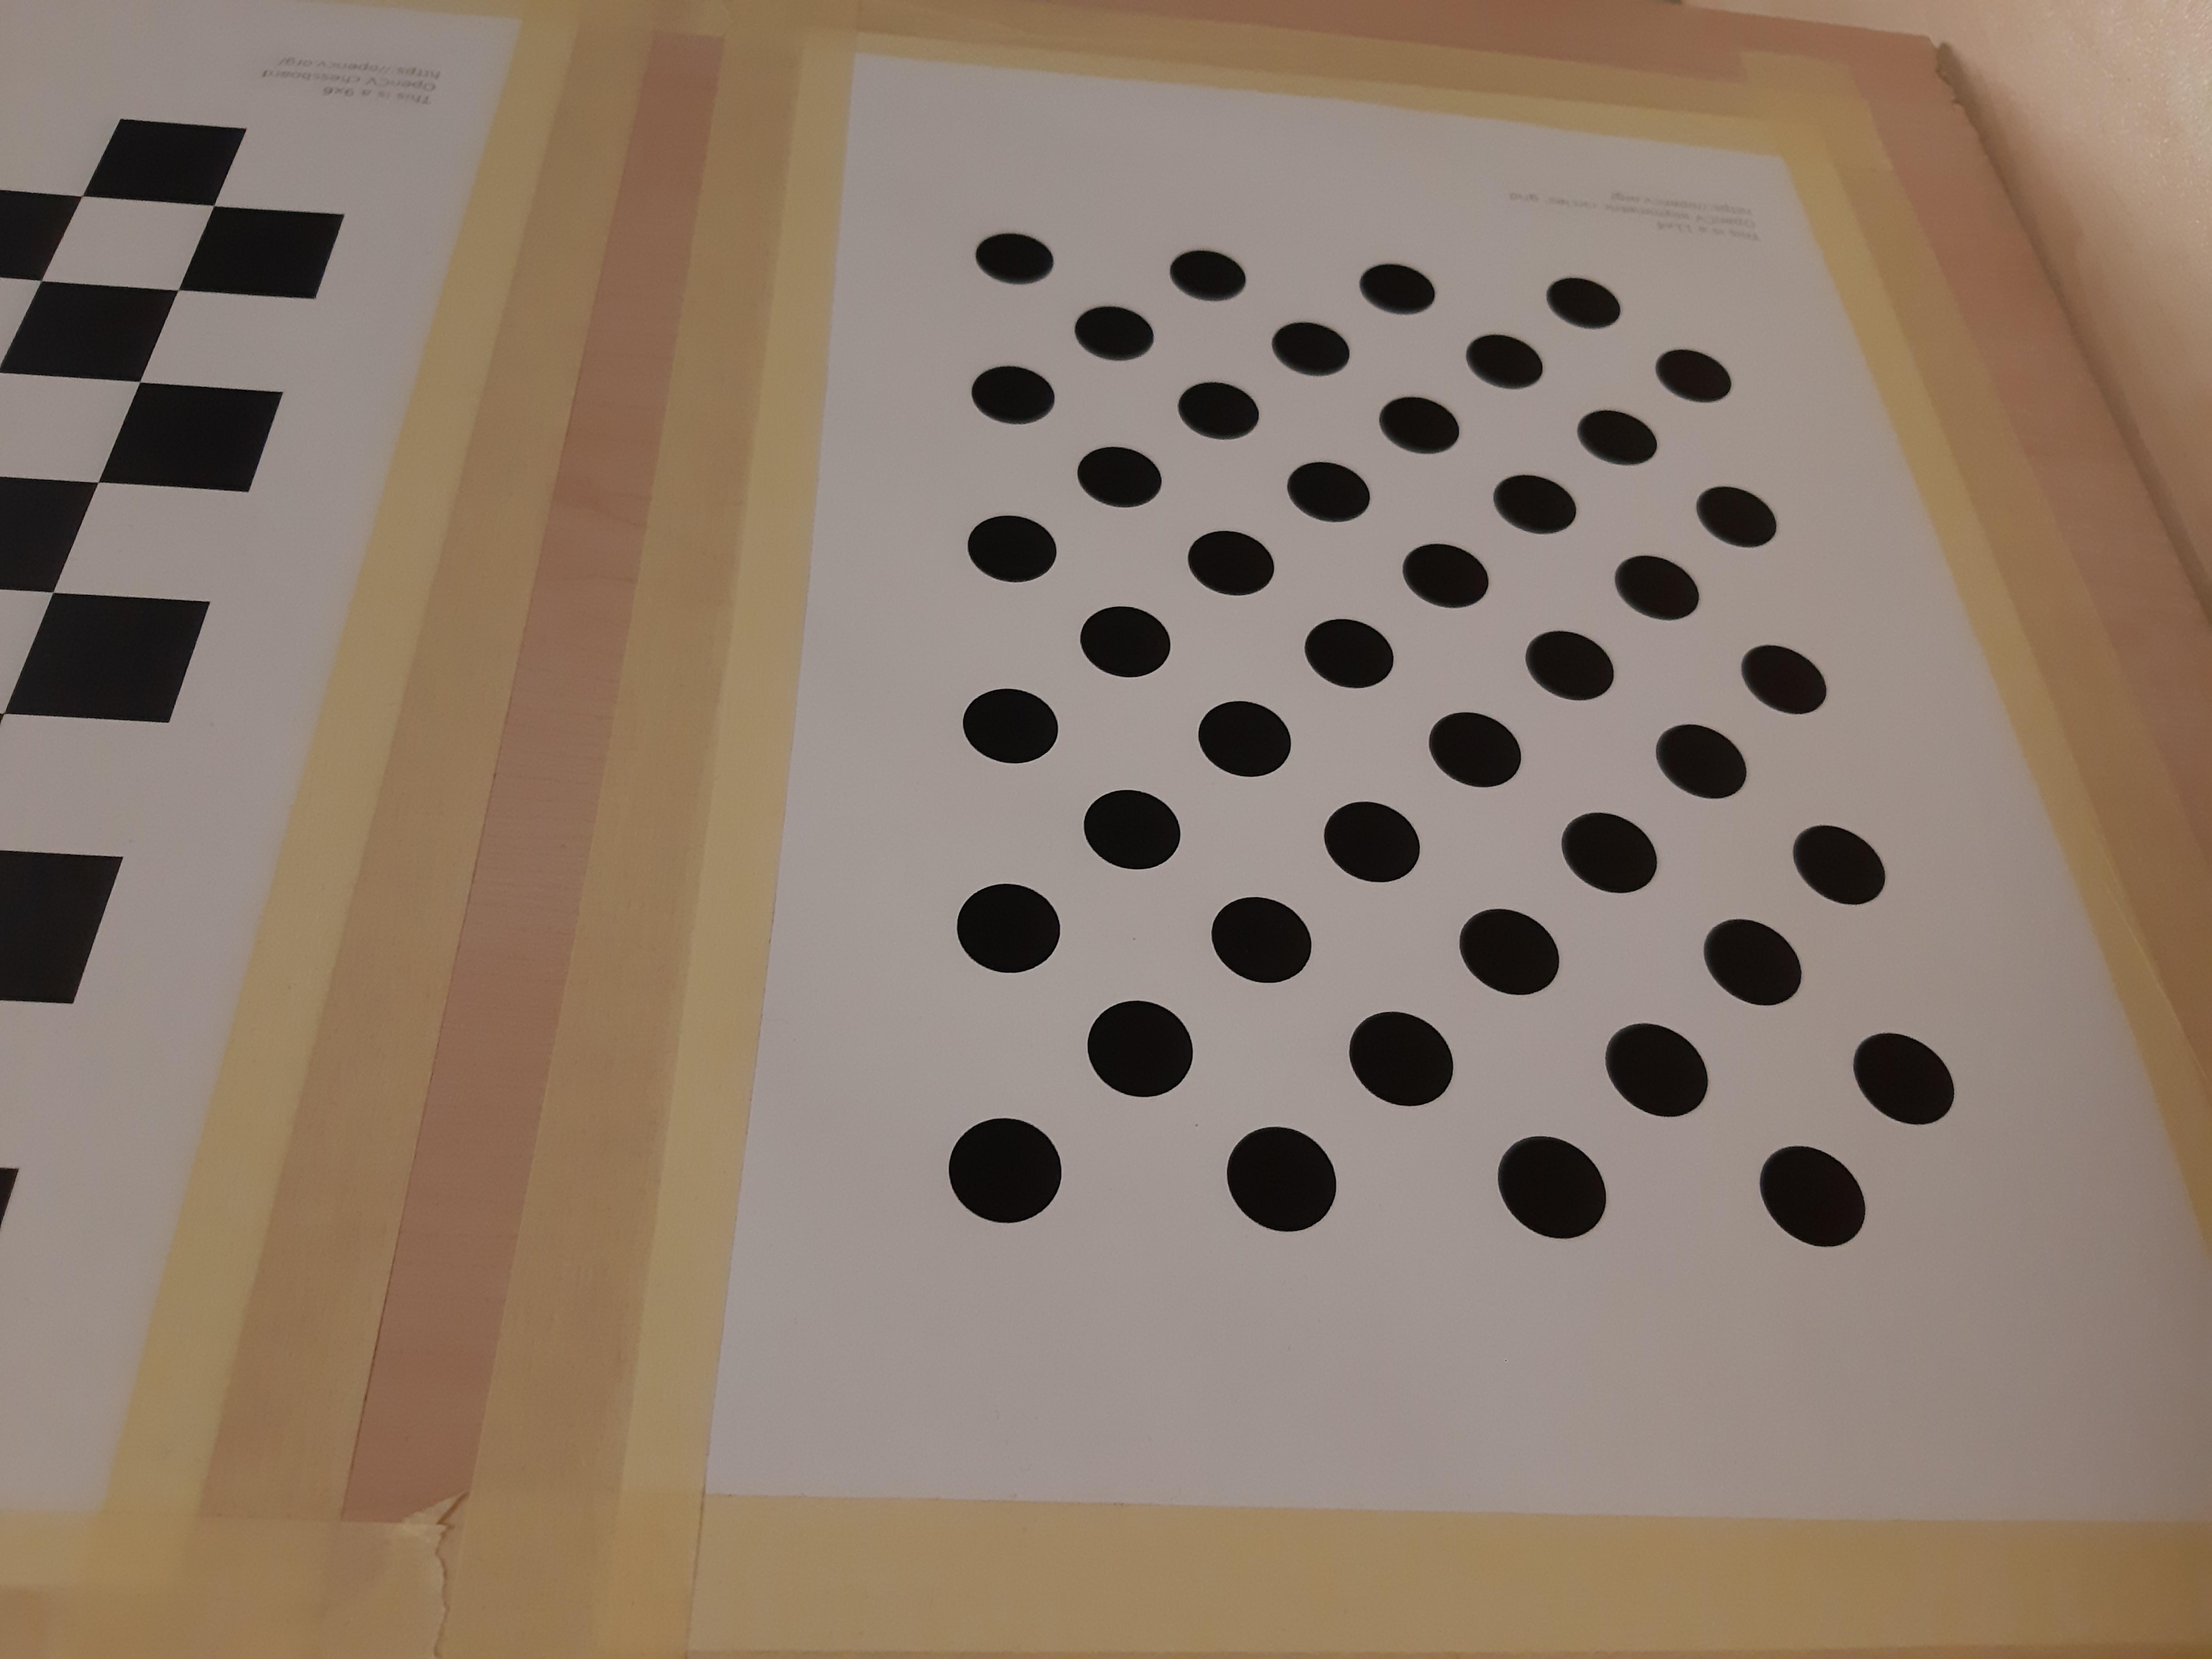 This is a 9x6
OpenCV chessboard
https://opencv.org/
This is a 11x4
OpenCV asymmetric circles' grid
https://opencv.org/